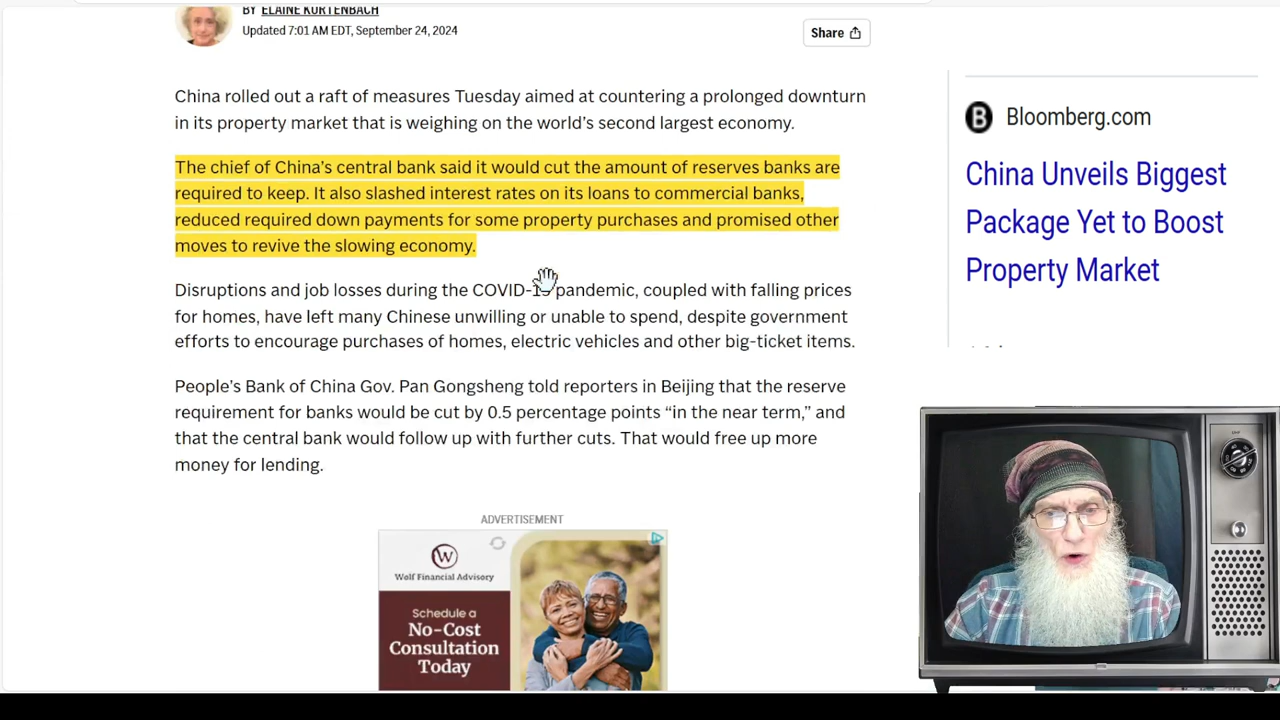 BY ELAINE KURTENBACH
Updated 7:01 AM EDT, September 24, 2024
Share
China rolled out a raft of measures Tuesday aimed at countering a prolonged downturn
in its property market that is weighing on the world’s second largest economy.
The chief of China’s central bank said it would cut the amount of reserves banks are
required to keep. It also slashed interest rates on its loans to commercial banks,
reduced required down payments for some property purchases and promised other
moves to revive the slowing economy.
Disruptions and job losses during the COVID-19 pandemic, coupled with falling prices
for homes, have left many Chinese unwilling or unable to spend, despite government
efforts to encourage purchases of homes, electric vehicles and other big-ticket items.
People’s Bank of China Gov. Pan Gongsheng told reporters in Beijing that the reserve
requirement for banks would be cut by 0.5 percentage points “in the near term,” and
that the central bank would follow up with further cuts. That would free up more
money for lending.
ADVERTISEMENT
W
Wolf Financial Advisory
Schedule a
No-Cost
Consultation
Today
B Bloomberg.com
China Unveils Biggest
Package Yet to Boost
Property Market